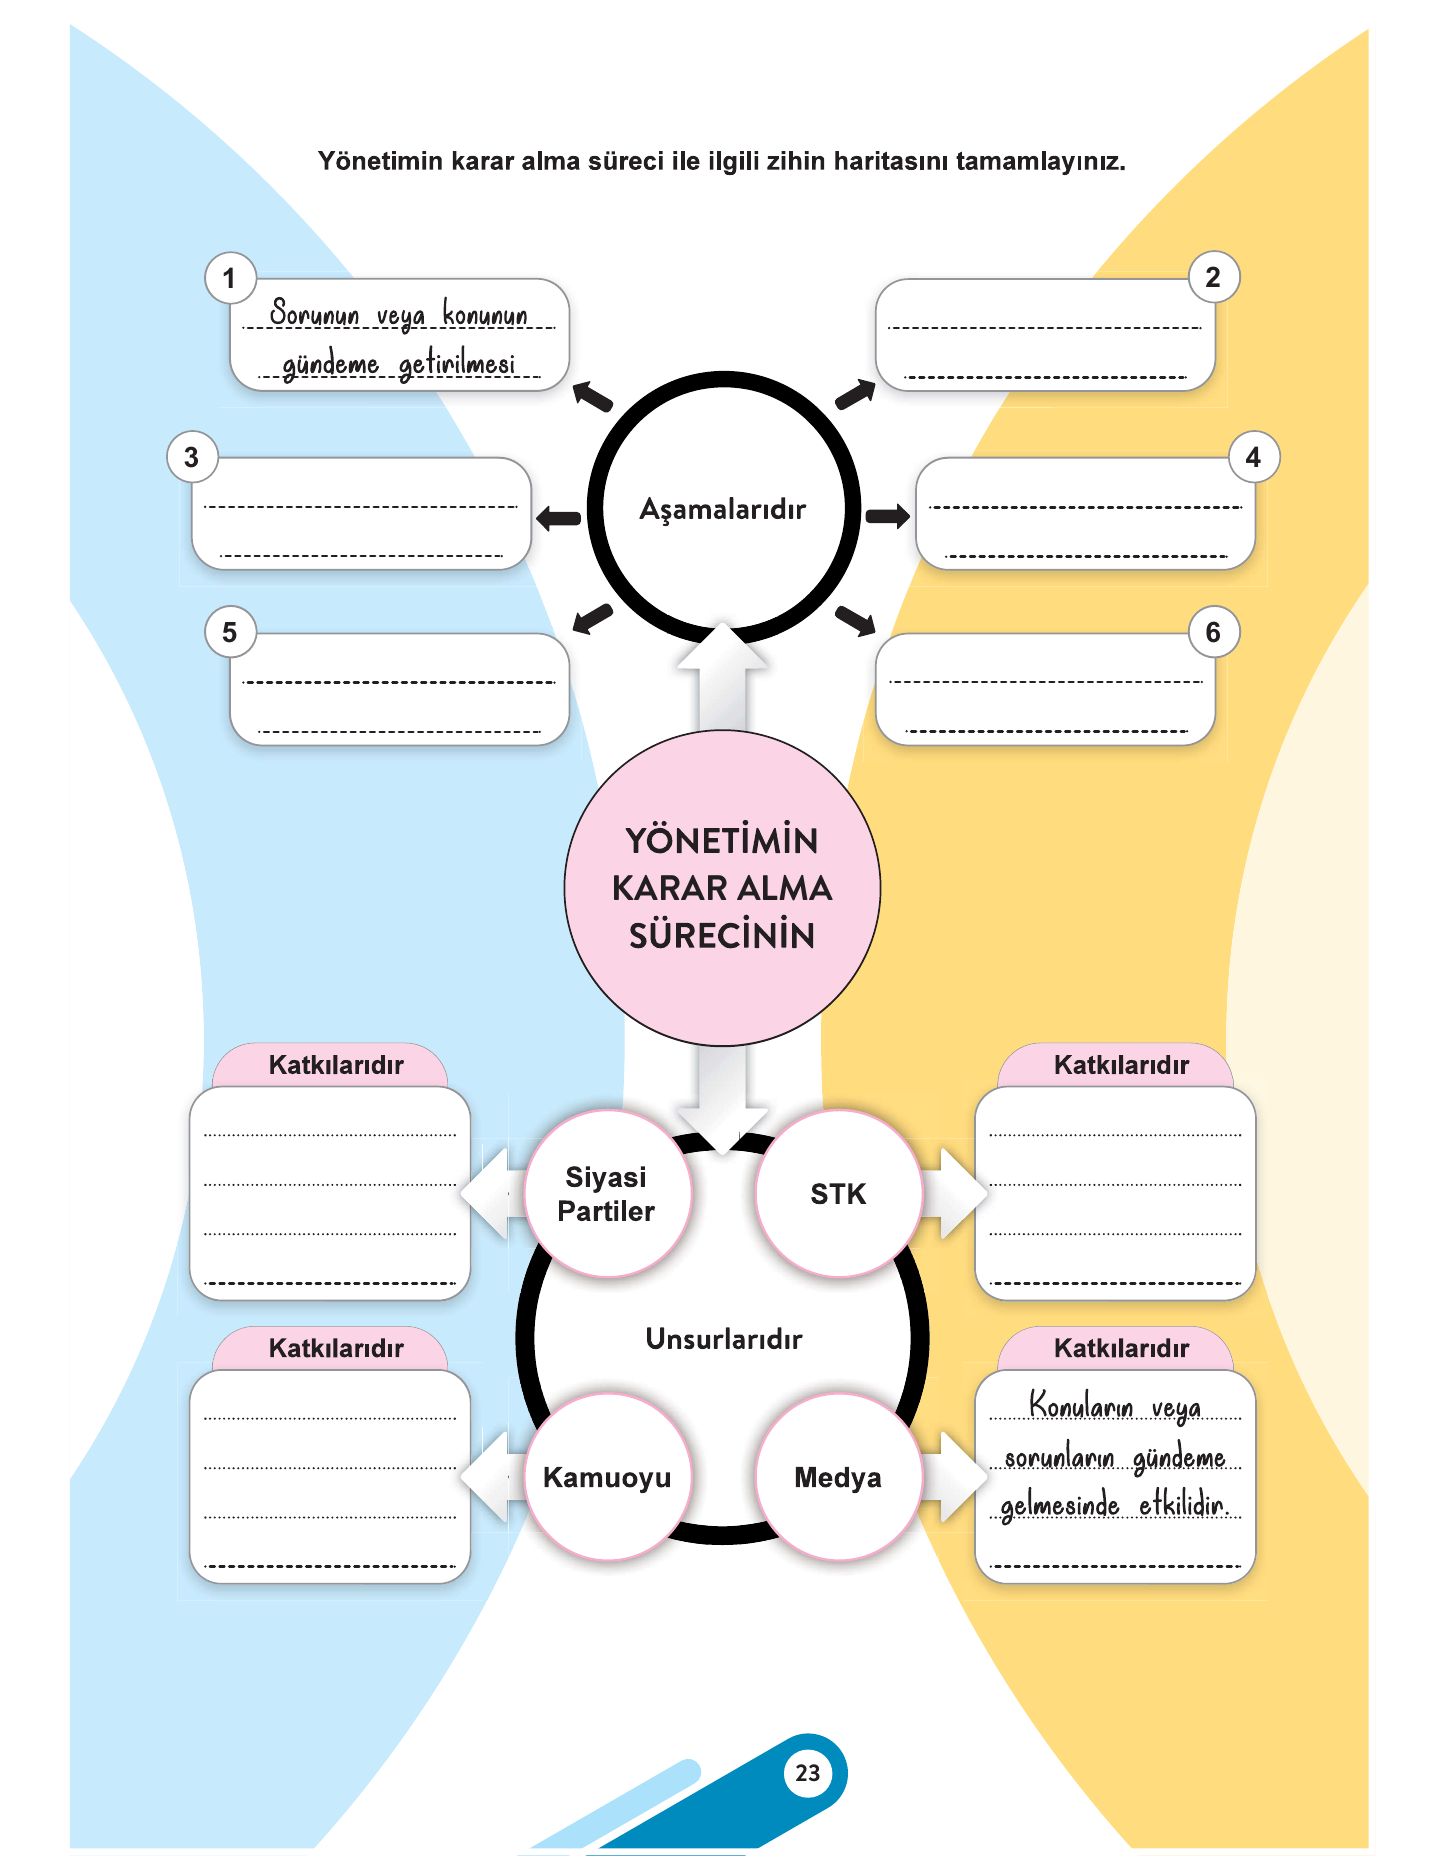 Yönetimin karar alma süreci ile ilgili zihin haritasını tamamlayınız.
1
Sorunun veya konunun
gündeme getirilmesi
2
3
Aşamalarıdır
4
5
6
YÖNETİMİN
KARAR ALMA
SÜRECİNİN
Katkılarıdır
Katkılarıdır
Siyasi
Partiler
STK
Unsurlarıdır
Katkılarıdır
Katkılarıdır
Kamuoyu
Medya
Konuların veya
sorunların gündeme
gelmesinde etkilidir.
23